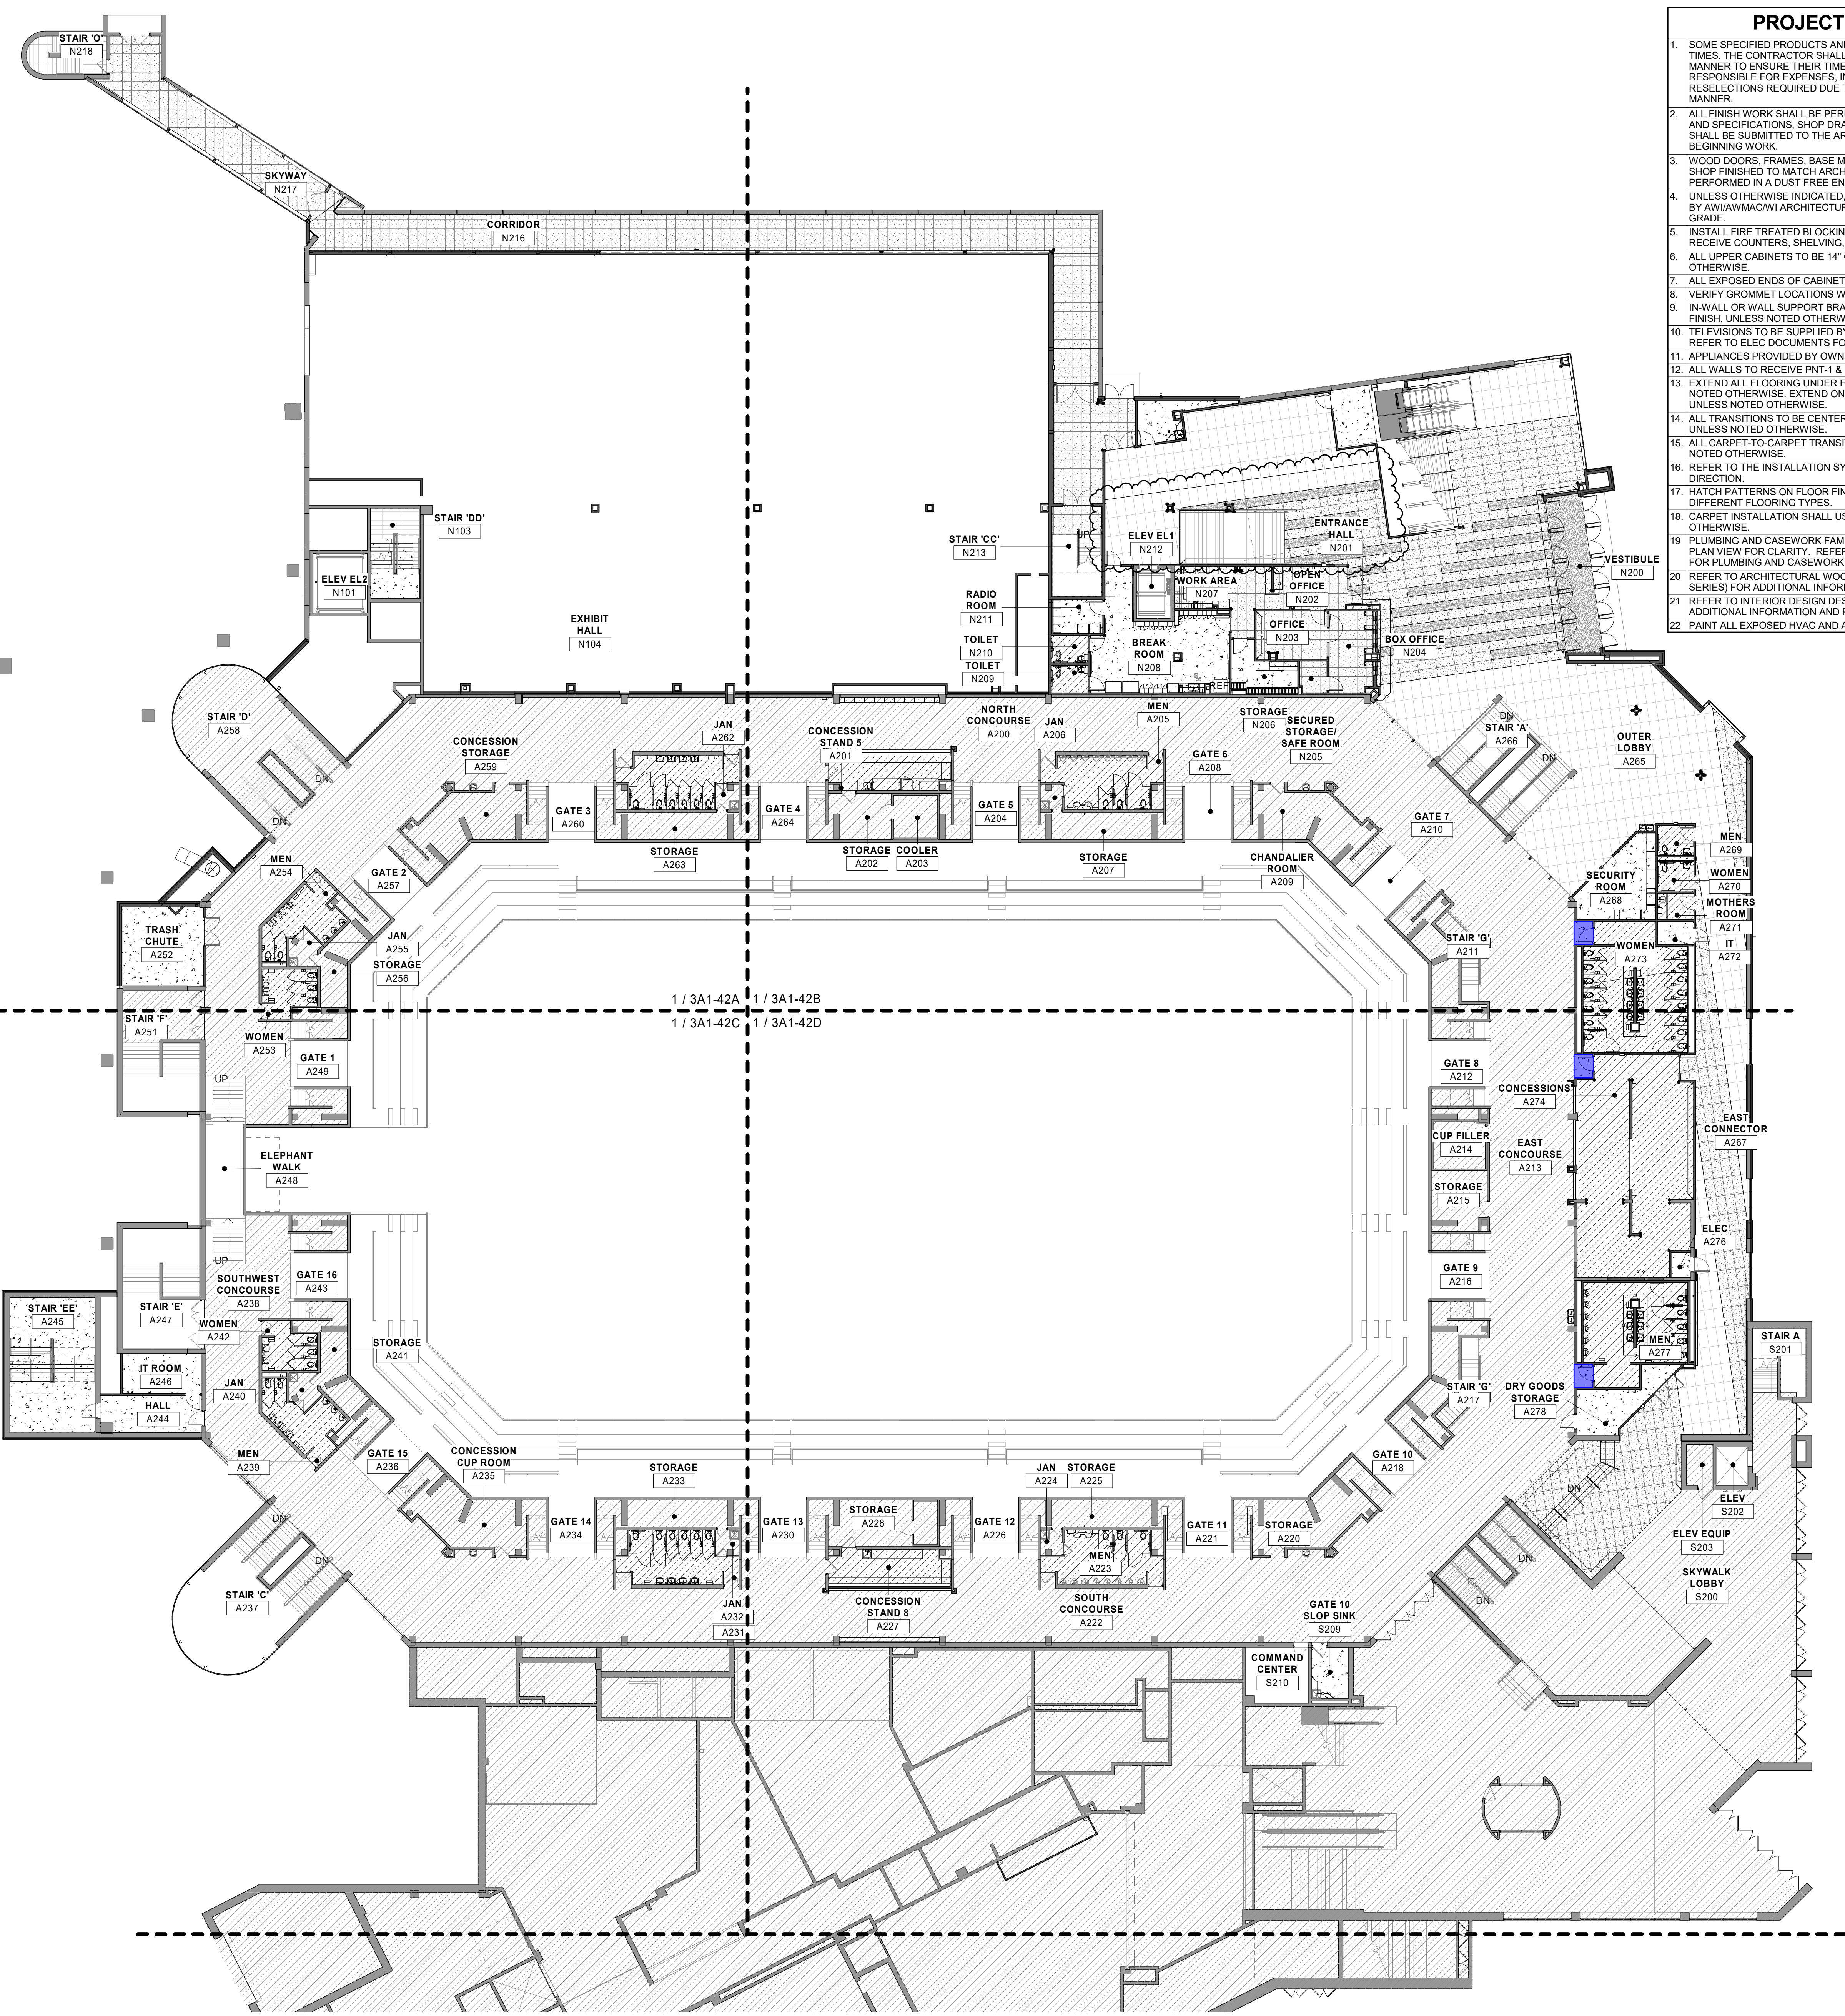 PROJECT
1. SOME SPECIFIED PRODUCTS AN
TIMES. THE CONTRACTOR SHALL
MANNER TO ENSURE THEIR TIME
RESPONSIBLE FOR EXPENSES, I
RESELECTIONS REQUIRED DUE
MANNER.
2. ALL FINISH WORK SHALL BE PER
AND SPECIFICATIONS, SHOP DRA
SHALL BE SUBMITTED TO THE AR
BEGINNING WORK.
3. WOOD DOORS, FRAMES, BASE M
SHOP FINISHED TO MATCH ARCH
PERFORMED IN A DUST FREE EN
4. UNLESS OTHERWISE INDICATED,
BY AWI/AWMAC/WI ARCHITECTUR
GRADE.
5. INSTALL FIRE TREATED BLOCKIN
RECEIVE COUNTERS, SHELVING,
6. ALL UPPER CABINETS TO BE 14"
OTHERWISE.
7. ALL EXPOSED ENDS OF CABINET
8. VERIFY GROMMET LOCATIONS W
9. IN-WALL OR WALL SUPPORT BRA
FINISH, UNLESS NOTED OTHERW
10. TELEVISIONS TO BE SUPPLIED B
REFER TO ELEC DOCUMENTS FO
11. APPLIANCES PROVIDED BY OWN
12. ALL WALLS TO RECEIVE PNT-1 &
13. EXTEND ALL FLOORING UNDER F
NOTED OTHERWISE. EXTEND ON
UNLESS NOTED OTHERWISE.
14. ALL TRANSITIONS TO BE CENTER
UNLESS NOTED OTHERWISE.
15. ALL CARPET-TO-CARPET TRANSI
NOTED OTHERWISE.
16. REFER TO THE INSTALLATION SY
DIRECTION.
17. HATCH PATTERNS ON FLOOR FIN
DIFFERENT FLOORING TYPES.
18. CARPET INSTALLATION SHALL US
OTHERWISE.
19 PLUMBING AND CASEWORK FAM
PLAN VIEW FOR CLARITY. REFER
FOR PLUMBING AND CASEWORK
20 REFER TO ARCHITECTURAL WOO
SERIES) FOR ADDITIONAL INFOR
21 REFER TO INTERIOR DESIGN DES
ADDITIONAL INFORMATION AND
22 PAINT ALL EXPOSED HVAC AND A
STAIR 'O'
N218
SKYWAY
N217
CORRIDOR
N216
STAIR 'DD'
N103
ELEV EL2
N101
EXHIBIT
HALL
N104
STAIR 'CC'
N213
UP
ELEV EL1
N212
ENTRANCE
HALL
N201
VESTIBULE
N200
RADIO
ROOM
N211
WORK AREA
N207
OPEN
OFFICE
N202
TOILET
N210
TOILET
N209
BREAK
ROOM
N208
OFFICE
N203
BOX OFFICE
N204
REF
STORAGE
N206
SECURED
STORAGE/
SAFE ROOM
N205
STAIR 'D'
A258
DN
DN
CONCESSION
STORAGE
A259
JAN
A262
CONCESSION
STAND 5
A201
NORTH
CONCOURSE
A200
JAN
A206
MEN
A205
GATE 6
A208
DN
STAIR 'A'
A266
DN
OUTER
LOBBY
A265
GATE 3
A260
GATE 4
A264
GATE 5
A204
GATE 7
A210
STORAGE
A263
STORAGE
A202
COOLER
A203
STORAGE
A207
CHANDALIER
ROOM
A209
MEN
A254
GATE 2
A257
MEN
A269
WOMEN
A270
SECURITY
ROOM
A268
MOTHERS
ROOM
A271
TRASH
CHUTE
A252
JAN
A255
STORAGE
A256
STAIR 'G'
A211
WOMEN
A273
IT
A272
1 / 3A1-42A
1 / 3A1-42B
1 / 3A1-42C
1 / 3A1-42D
STAIR 'F'
A251
WOMEN
A253
GATE 1
A249
UP
GATE 8
A212
CONCESSIONS
A274
CUP FILLER
A214
EAST
CONCOURSE
A213
EAST
CONNECTOR
A267
ELEPHANT
WALK
A248
STORAGE
A215
ELEC
A276
UP
GATE 9
A216
SOUTHWEST
CONCOURSE
A238
GATE 16
A243
STAIR 'EE'
A245
STAIR 'E'
A247
WOMEN
A242
STORAGE
A241
MEN
A277
STAIR A
S201
IT ROOM
A246
JAN
A240
HALL
A244
STAIR 'G'
A217
DRY GOODS
STORAGE
A278
MEN
A239
GATE 15
A236
CONCESSION
CUP ROOM
A235
STORAGE
A233
JAN
A224
STORAGE
A225
GATE 10
A218
DN
ELEV
S202
ELEV EQUIP
S203
DN
DN
GATE 14
A234
GATE 13
A230
STORAGE
A228
GATE 12
A226
GATE 11
A221
STORAGE
A220
MEN
A223
DN
DN
SKYWALK
LOBBY
S200
STAIR 'C'
A237
JAN
A232
A231
CONCESSION
STAND 8
A227
SOUTH
CONCOURSE
A222
GATE 10
SLOP SINK
S209
COMMAND
CENTER
S210